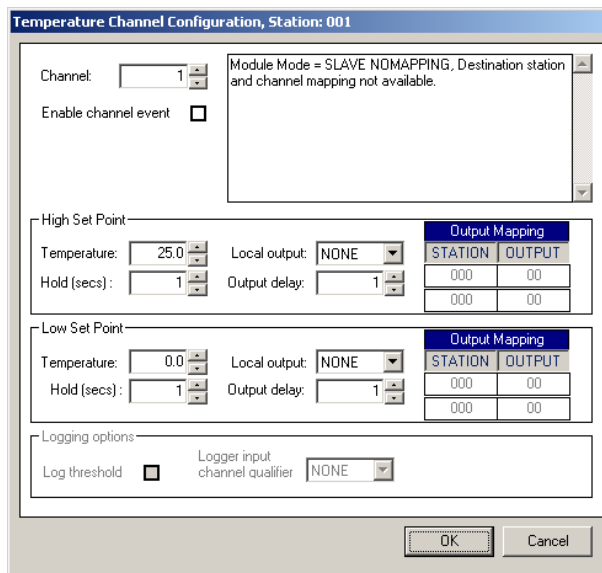 Temperature Channel Configuration, Station: 001
Channel: 1
Module Mode = SLAVE NOMAPPING, Destination station
and channel mapping not available.
Enable channel event
High Set Point
Output Mapping
Temperature: 25.0 Local output: NONE STATION OUTPUT
Hold (secs) : 1 Output delay: 1 000 00
000 00
Low Set Point
Output Mapping
Temperature: 0.0 Local output: NONE STATION OUTPUT
Hold (secs) : 1 Output delay: 1 000 00
000 00
Logging options
Log threshold
Logger input
channel qualifier NONE
OK Cancel